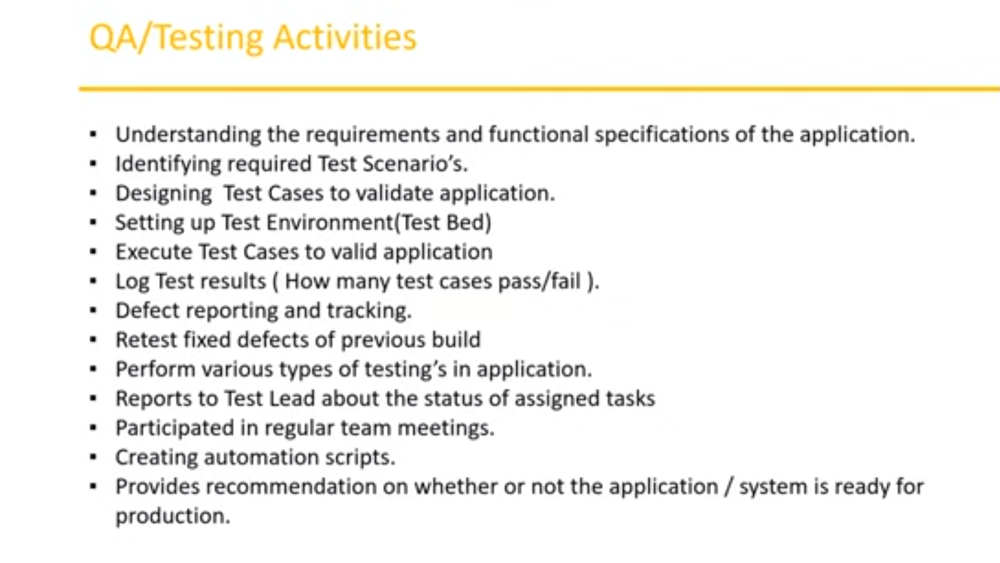 QA/Testing Activities
▪ Understanding the requirements and functional specifications of the application.
▪ Identifying required Test Scenario’s.
▪ Designing  Test Cases to validate application.
▪ Setting up Test Environment(Test Bed)
▪ Execute Test Cases to valid application
▪ Log Test results ( How many test cases pass/fail ).
▪ Defect reporting and tracking.
▪ Retest fixed defects of previous build
▪ Perform various types of testing’s in application.
▪ Reports to Test Lead about the status of assigned tasks
▪ Participated in regular team meetings.
▪ Creating automation scripts.
▪ Provides recommendation on whether or not the application / system is ready for
production.